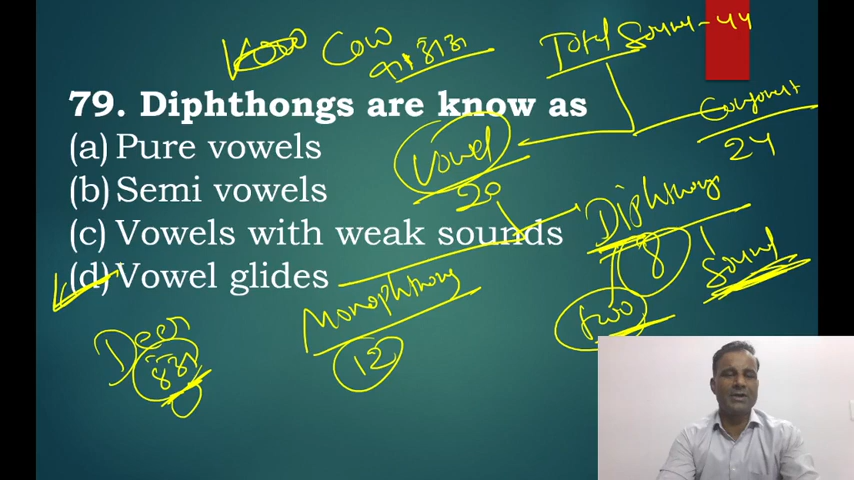 Cow
Total Sound - 44
79. Diphthongs are know as
(a) Pure vowels
(b) Semi vowels
(c) Vowels with weak sounds
(d) Vowel glides
Vowel
20
24
Diphthong
8
Sound
two
Monophthong
12
Deer